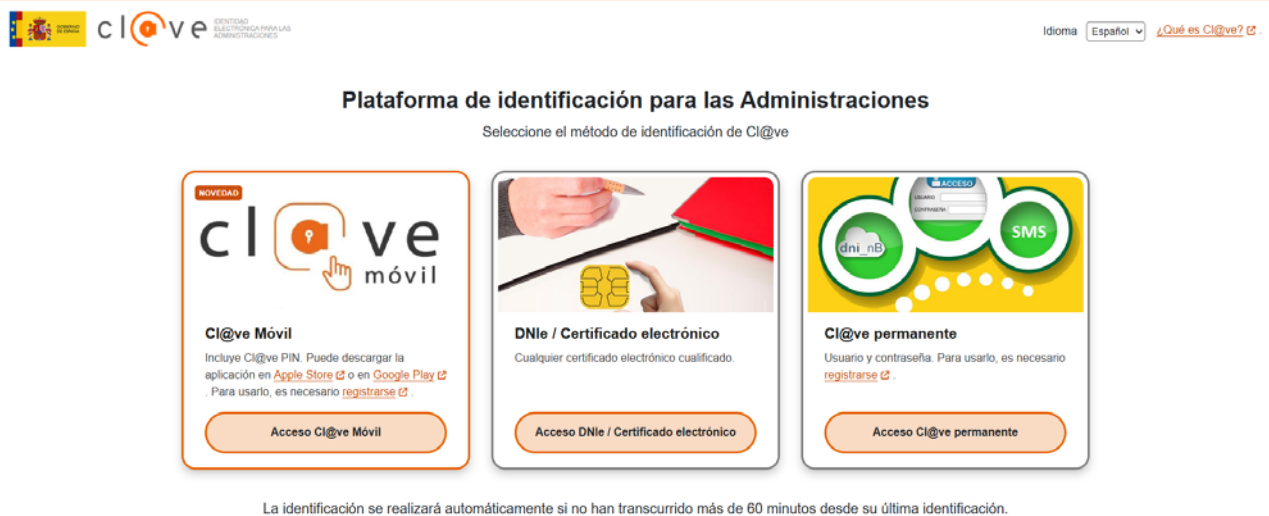 GOBIERNO DE ESPAÑA
cl@ve
IDENTIDAD
ELECTRÓNICA PARA LAS
ADMINISTRACIONES
Idioma Español ¿Qué es Cl@ve? .
Plataforma de identificación para las Administraciones
Seleccione el método de identificación de Cl@ve
NOVEDAD
cl@ve
móvil
Cl@ve Móvil
Incluye Cl@ve PIN. Puede descargar la
aplicación en Apple Store o en Google Play
. Para usarlo, es necesario registrarse .
Acceso Cl@ve Móvil
DNIe / Certificado electrónico
Cualquier certificado electrónico cualificado.
Acceso DNIe / Certificado electrónico
ACCESO
USUARIO
CONTRASEÑA
dni_nB
SMS
Cl@ve permanente
Usuario y contraseña. Para usarlo, es necesario
registrarse .
Acceso Cl@ve permanente
La identificación se realizará automáticamente si no han transcurrido más de 60 minutos desde su última identificación.